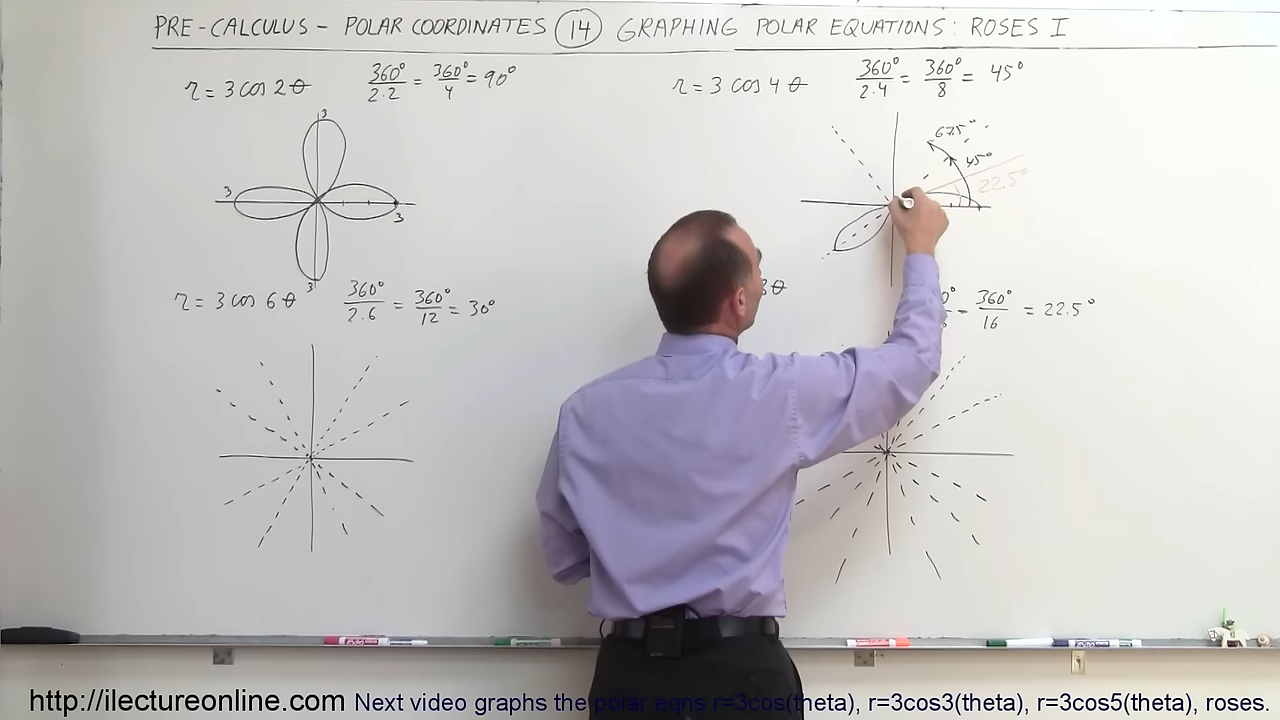 PRE-CALCULUS - POLAR COORDINATES 14 GRAPHING POLAR EQUATIONS: ROSES I
r = 3 cos 2θ 360°/2·2 = 360°/4 = 90°
r = 3 cos 4θ 360°/2·4 = 360°/8 = 45°
3
3
3
3
67.5°
45°
22.5°
r = 3 cos 6θ 360°/2·6 = 360°/12 = 30°
θ 360°/16 = 22.5°
http://ilectureonline.com Next video graphs the polar eqns r=3cos(theta), r=3cos3(theta), r=3cos5(theta), roses.